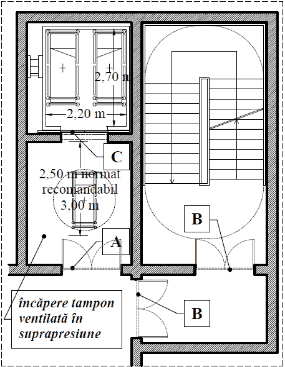 2,70 m
2,20 m
C
2,50 m normat
recomandabil
3,00 m
B
A
B
încăpere tampon
ventilată în
suprapresiune